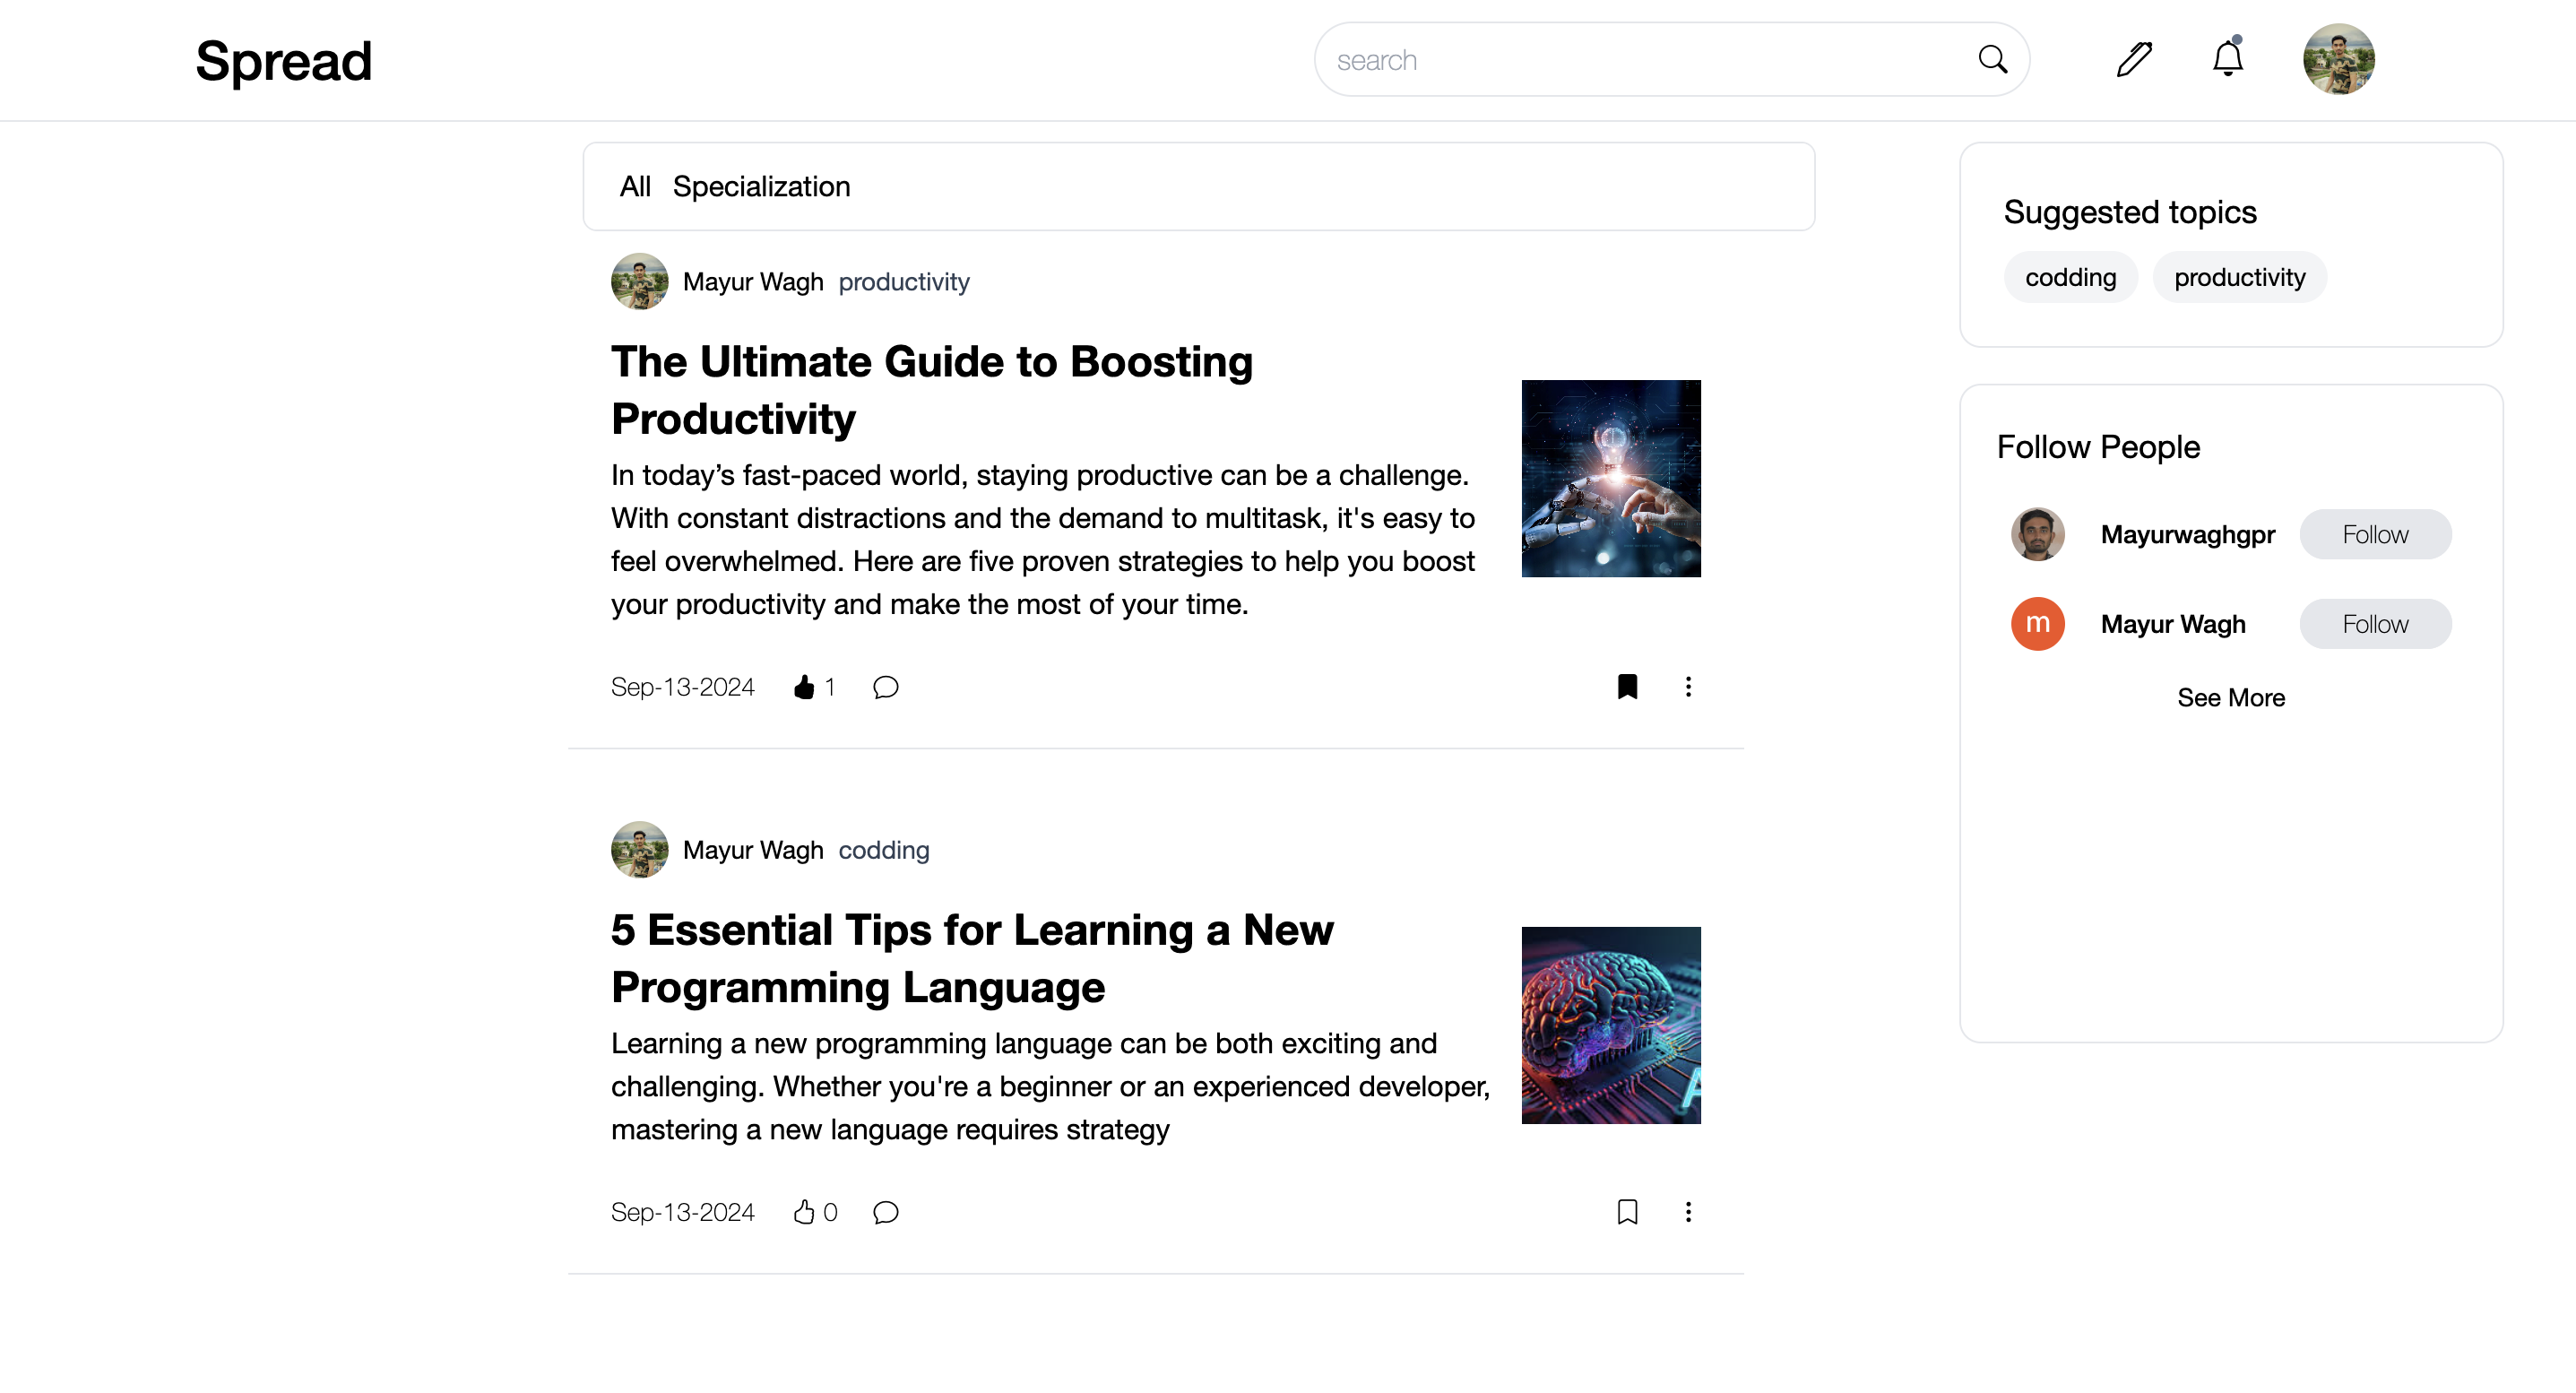 Spread
search
All Specialization
Mayur Wagh productivity
The Ultimate Guide to Boosting
Productivity
In today’s fast-paced world, staying productive can be a challenge.
With constant distractions and the demand to multitask, it's easy to
feel overwhelmed. Here are five proven strategies to help you boost
your productivity and make the most of your time.
Sep-13-2024 1
Mayur Wagh codding
5 Essential Tips for Learning a New
Programming Language
Learning a new programming language can be both exciting and
challenging. Whether you're a beginner or an experienced developer,
mastering a new language requires strategy
Sep-13-2024 0
Suggested topics
codding productivity
Follow People
Mayurwaghgpr Follow
m Mayur Wagh Follow
See More